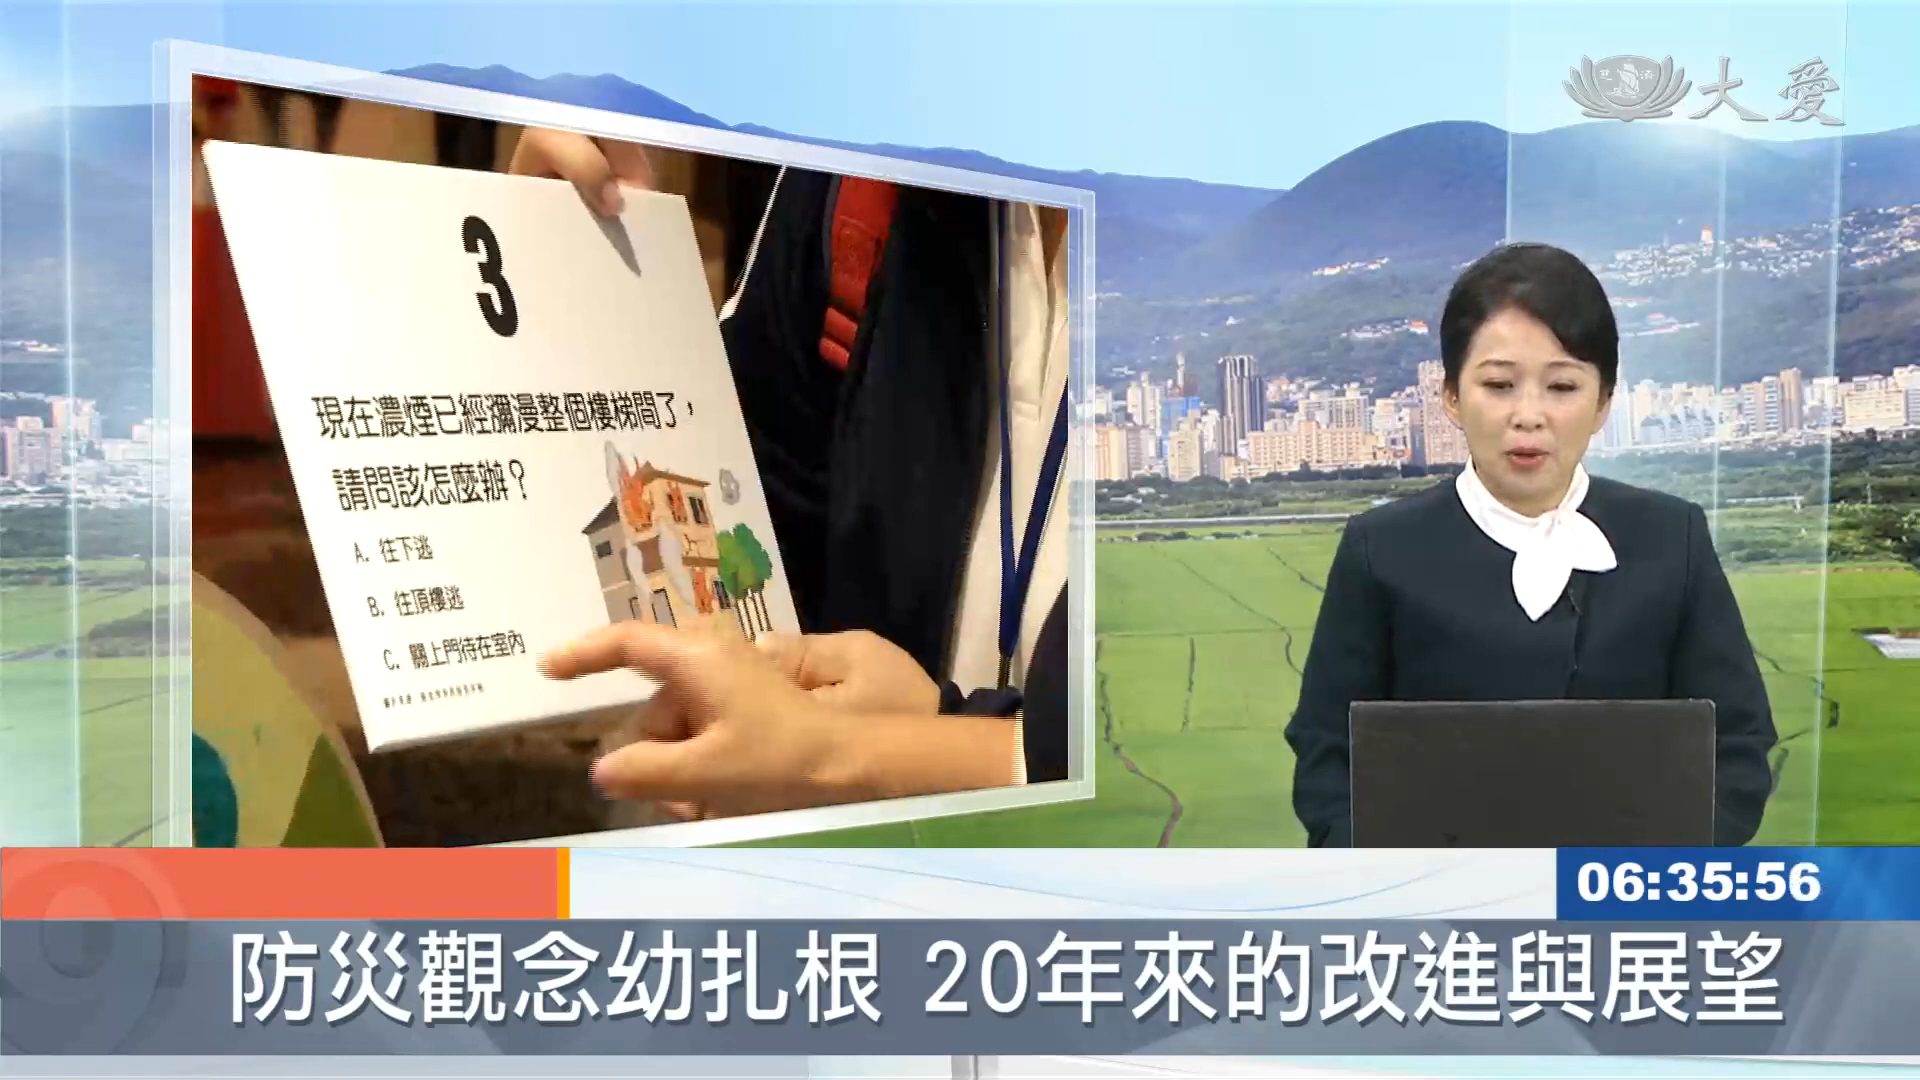 慈 濟
大愛
3
現在濃煙已經瀰漫整個樓梯間了，
請問該怎麼辦？
A. 往下逃
B. 往頂樓逃
C. 關上門待在室內
06:35:56
防災觀念幼扎根 20年來的改進與展望